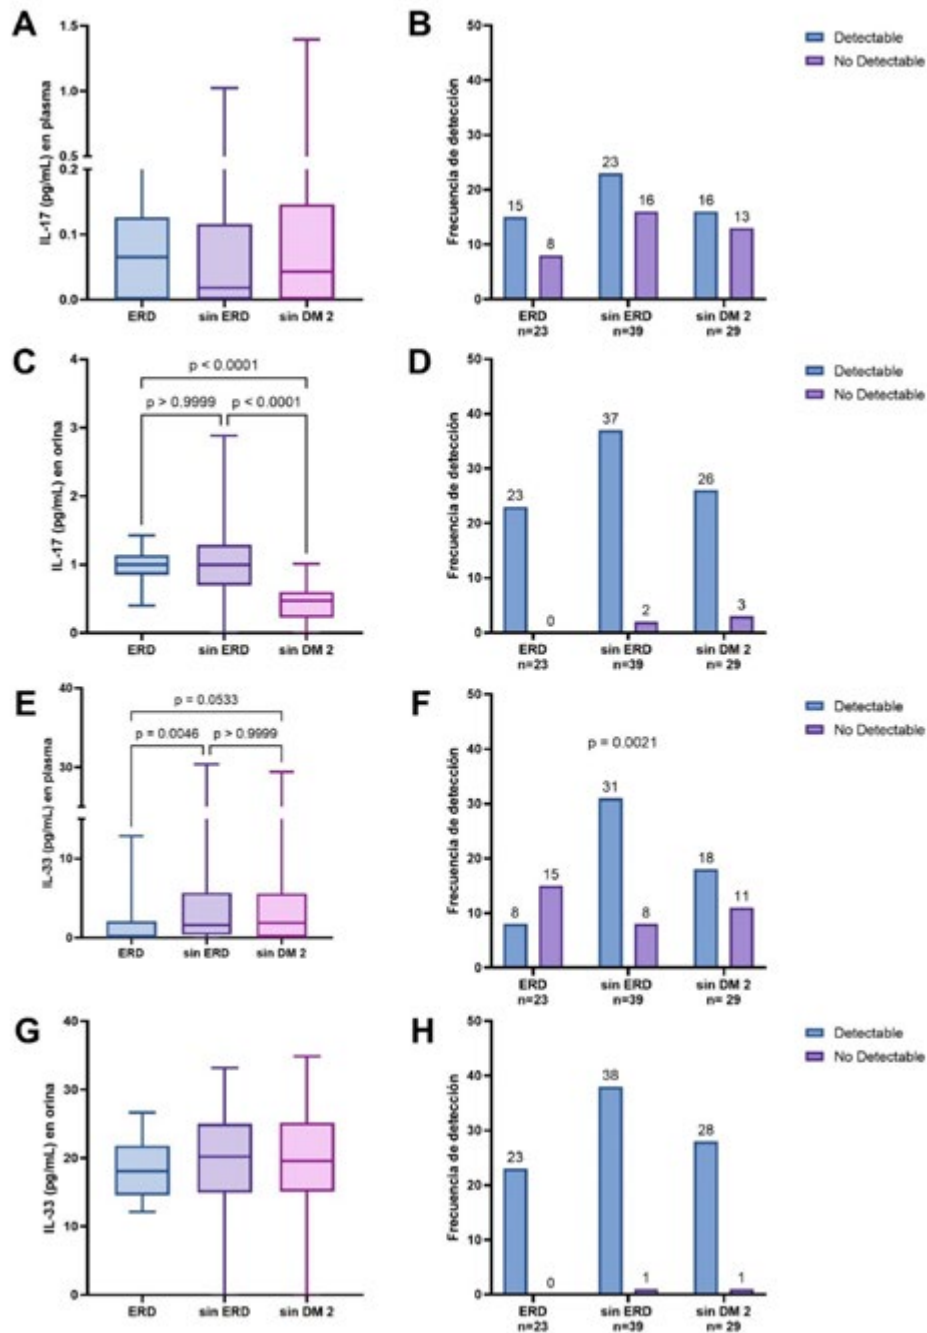 A
IL-17 (pg/mL) en plasma
1.5
1.0
0.5
0.2
0.1
0.0
ERD sin ERD sin DM 2
B
Frecuencia de detección
50
40
30
20
10
0
15 8 23 16 16 13
ERD sin ERD sin DM 2
n=23 n=39 n= 29
Detectable
No Detectable
C
IL-17 (pg/mL) en orina
4
3
2
1
0
p < 0.0001
p > 0.9999 p < 0.0001
ERD sin ERD sin DM 2
D
Frecuencia de detección
50
40
30
20
10
0
23 0 37 2 26 3
ERD sin ERD sin DM 2
n=23 n=39 n= 29
Detectable
No Detectable
E
IL-33 (pg/mL) en plasma
40
30
10
0
p = 0.0533
p = 0.0046 p > 0.9999
ERD sin ERD sin DM 2
F
Frecuencia de detección
50
40
30
20
10
0
p = 0.0021
8 15 31 8 18 11
ERD sin ERD sin DM 2
n=23 n=39 n= 29
Detectable
No Detectable
G
IL-33 (pg/mL) en orina
40
30
20
10
0
ERD sin ERD sin DM 2
H
Frecuencia de detección
50
40
30
20
10
0
23 0 38 1 28 1
ERD sin ERD sin DM 2
n=23 n=39 n= 29
Detectable
No Detectable